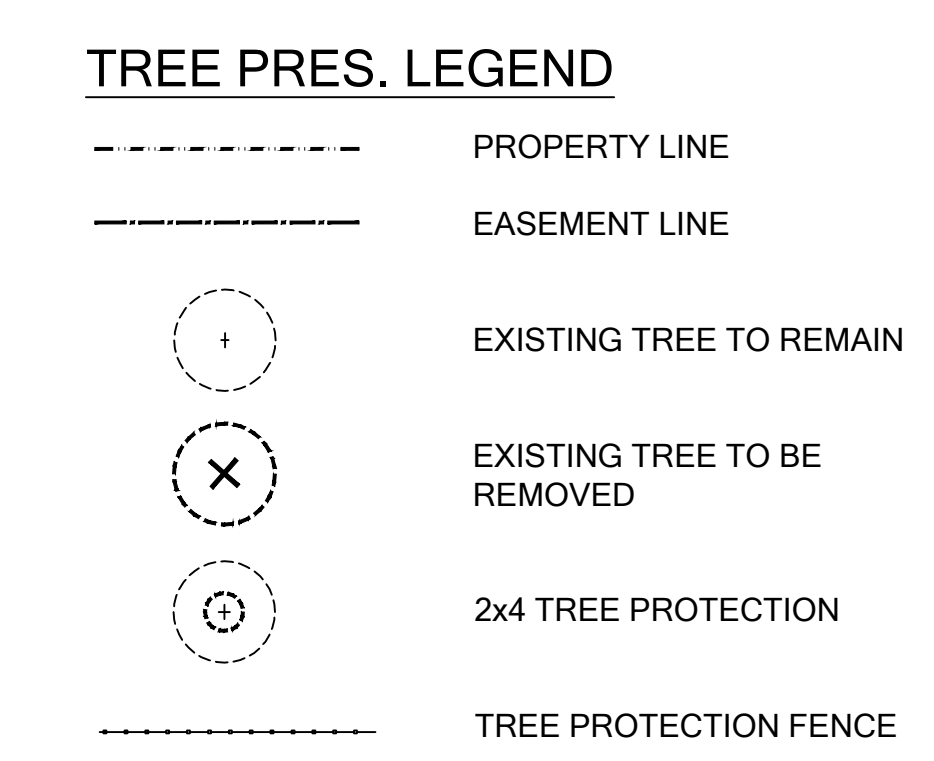 TREE PRES. LEGEND
PROPERTY LINE
EASEMENT LINE
EXISTING TREE TO REMAIN
EXISTING TREE TO BE
REMOVED
2x4 TREE PROTECTION
TREE PROTECTION FENCE